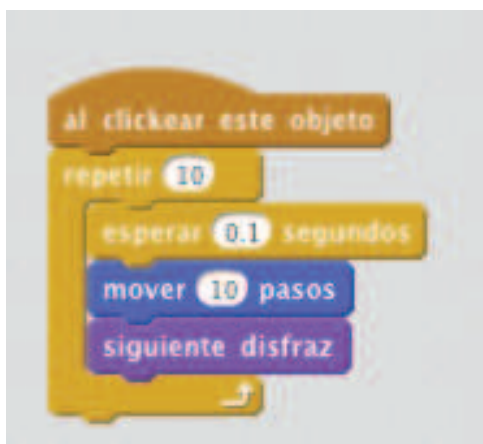 al clickear este objeto
repetir 10
esperar 0.1 segundos
mover 10 pasos
siguiente disfraz